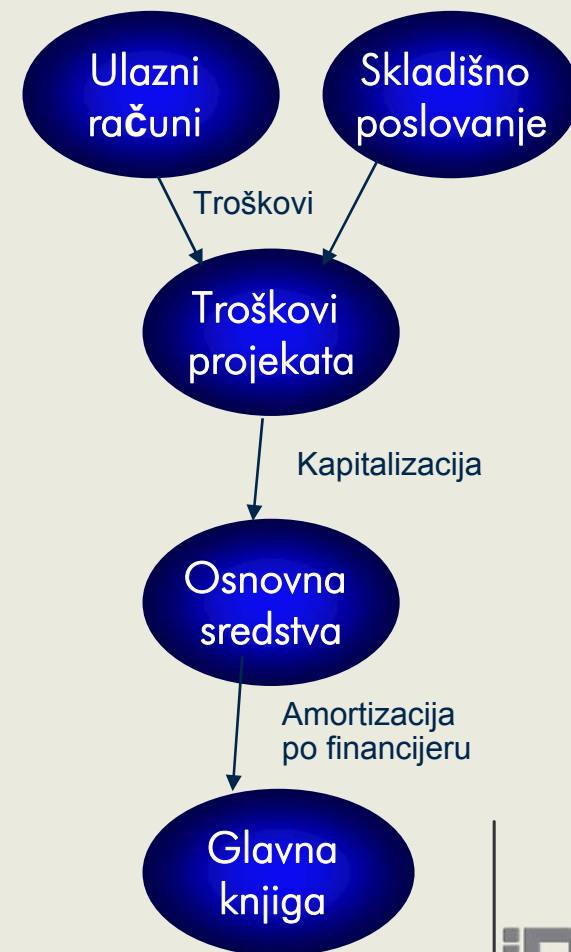 Ulazni
računi
Skladišno
poslovanje
Troškovi
Troškovi
projekata
Kapitalizacija
Osnovna
sredstva
Amortizacija
po financijeru
Glavna
knjiga